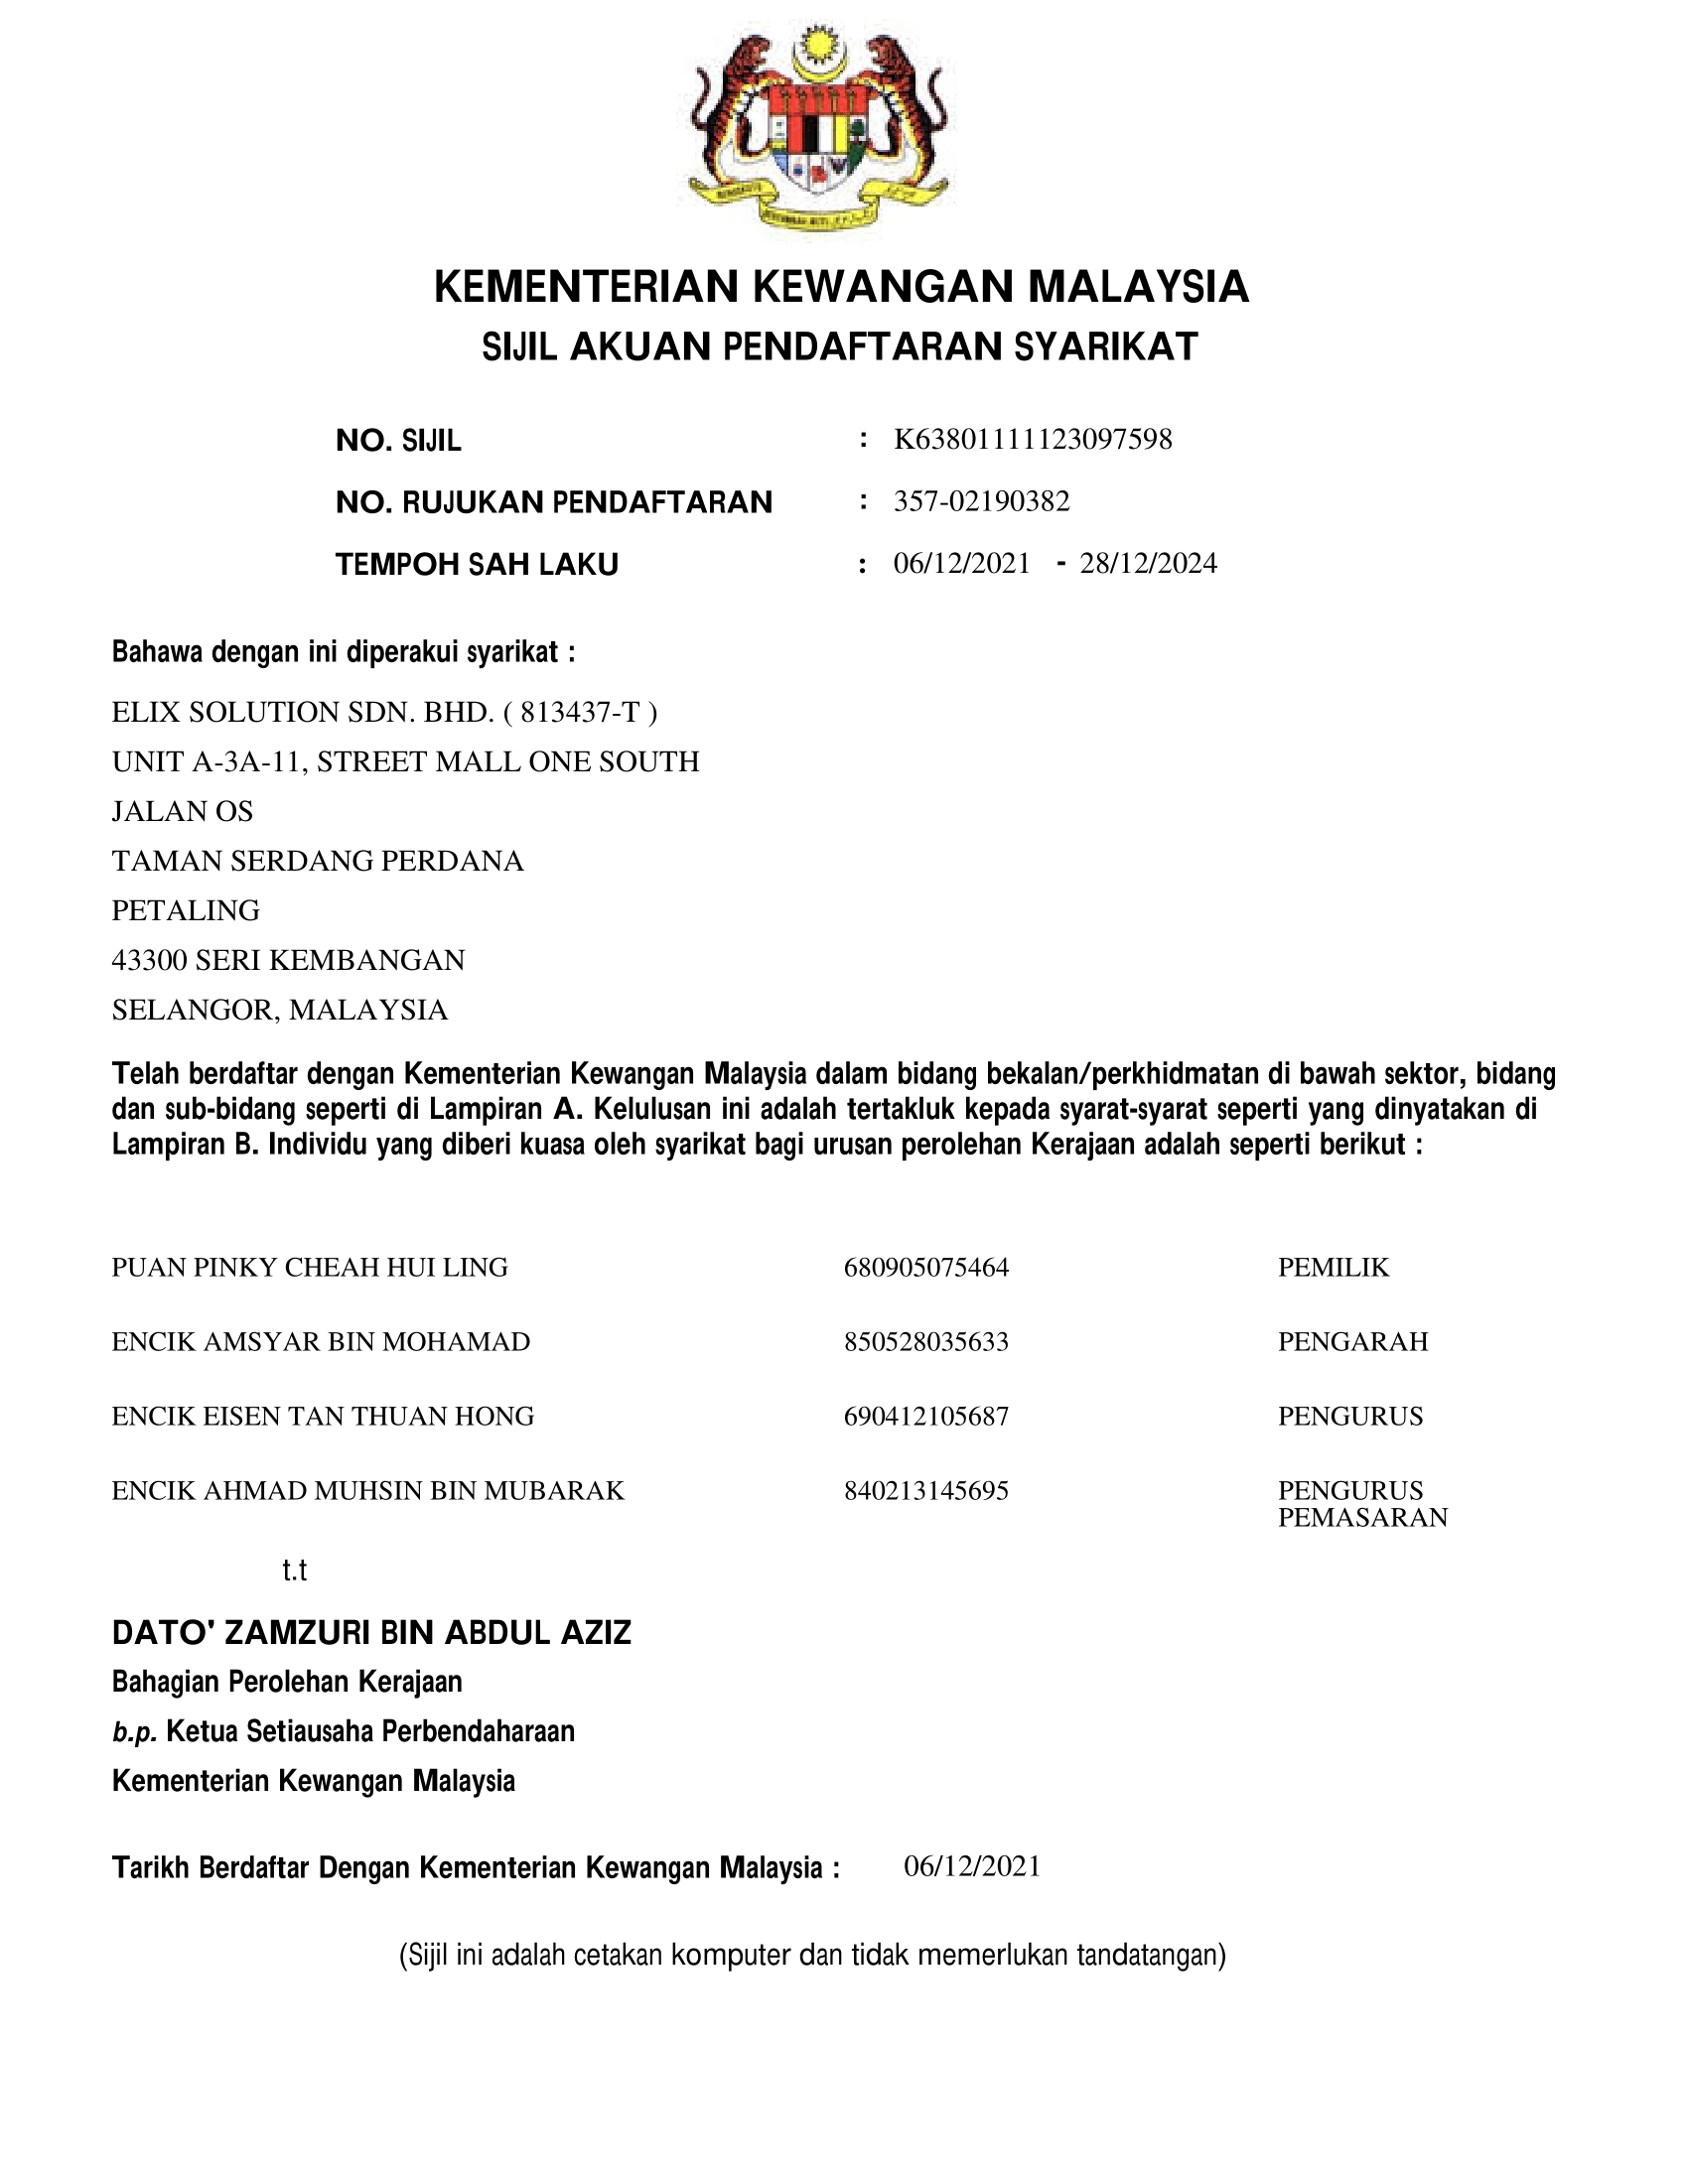 KEMENTERIAN KEWANGAN MALAYSIA
SIJIL AKUAN PENDAFTARAN SYARIKAT
NO. SIJIL : K63801111123097598
NO. RUJUKAN PENDAFTARAN : 357-02190382
TEMPOH SAH LAKU : 06/12/2021 - 28/12/2024
Bahawa dengan ini diperakui syarikat :
ELIX SOLUTION SDN. BHD. ( 813437-T )
UNIT A-3A-11, STREET MALL ONE SOUTH
JALAN OS
TAMAN SERDANG PERDANA
PETALING
43300 SERI KEMBANGAN
SELANGOR, MALAYSIA
Telah berdaftar dengan Kementerian Kewangan Malaysia dalam bidang bekalan/perkhidmatan di bawah sektor, bidang
dan sub-bidang seperti di Lampiran A. Kelulusan ini adalah tertakluk kepada syarat-syarat seperti yang dinyatakan di
Lampiran B. Individu yang diberi kuasa oleh syarikat bagi urusan perolehan Kerajaan adalah seperti berikut :
PUAN PINKY CHEAH HUI LING 680905075464 PEMILIK
ENCIK AMSYAR BIN MOHAMAD 850528035633 PENGARAH
ENCIK EISEN TAN THUAN HONG 690412105687 PENGURUS
ENCIK AHMAD MUHSIN BIN MUBARAK 840213145695 PENGURUS
PEMASARAN
t.t
DATO' ZAMZURI BIN ABDUL AZIZ
Bahagian Perolehan Kerajaan
b.p. Ketua Setiausaha Perbendaharaan
Kementerian Kewangan Malaysia
Tarikh Berdaftar Dengan Kementerian Kewangan Malaysia : 06/12/2021
(Sijil ini adalah cetakan komputer dan tidak memerlukan tandatangan)